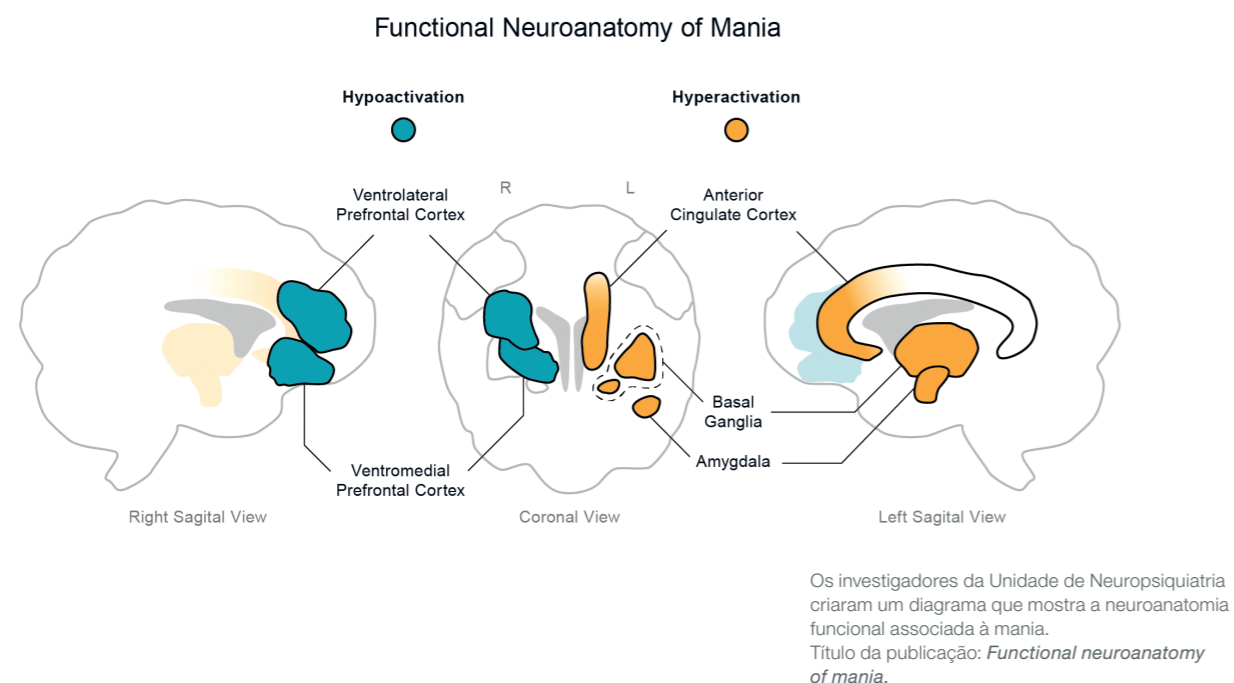 Functional Neuroanatomy of Mania
Hypoactivation
Hyperactivation
Ventrolateral
Prefrontal Cortex
R
L
Anterior
Cingulate Cortex
Basal
Ganglia
Amygdala
Ventromedial
Prefrontal Cortex
Right Sagital View
Coronal View
Left Sagital View
Os investigadores da Unidade de Neuropsiquiatria
criaram um diagrama que mostra a neuroanatomia
funcional associada à mania.
Título da publicação: Functional neuroanatomy
of mania.